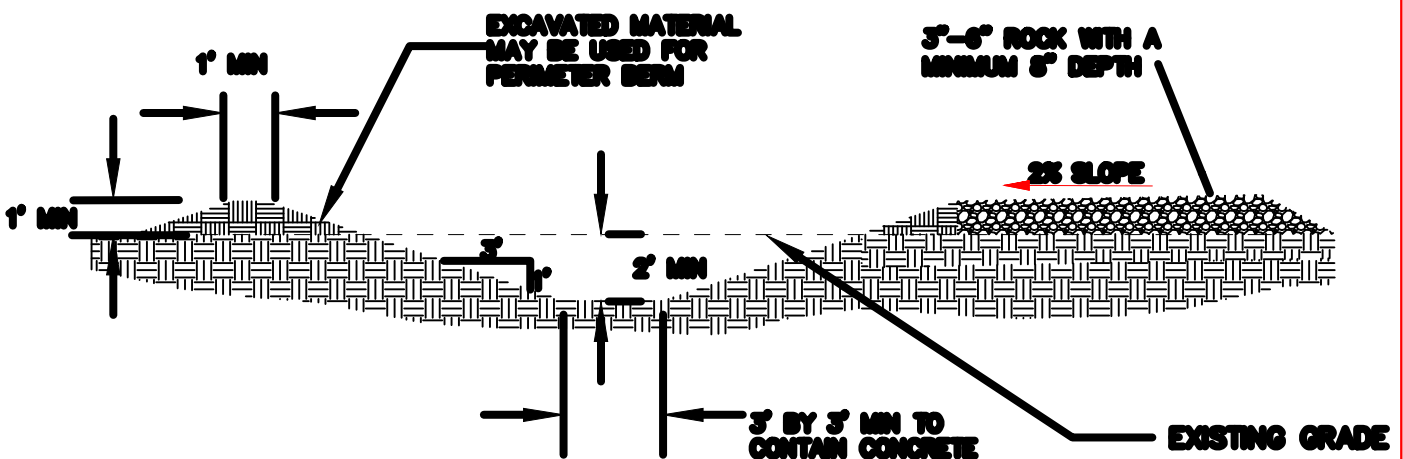 EXCAVATED MATERIAL
MAY BE USED FOR
PERIMETER BERM
3"-6" ROCK WITH A
MINIMUM 8" DEPTH
1' MIN
2% SLOPE
1' MIN
3'
1'
2' MIN
3' BY 3' MIN TO
CONTAIN CONCRETE
EXISTING GRADE